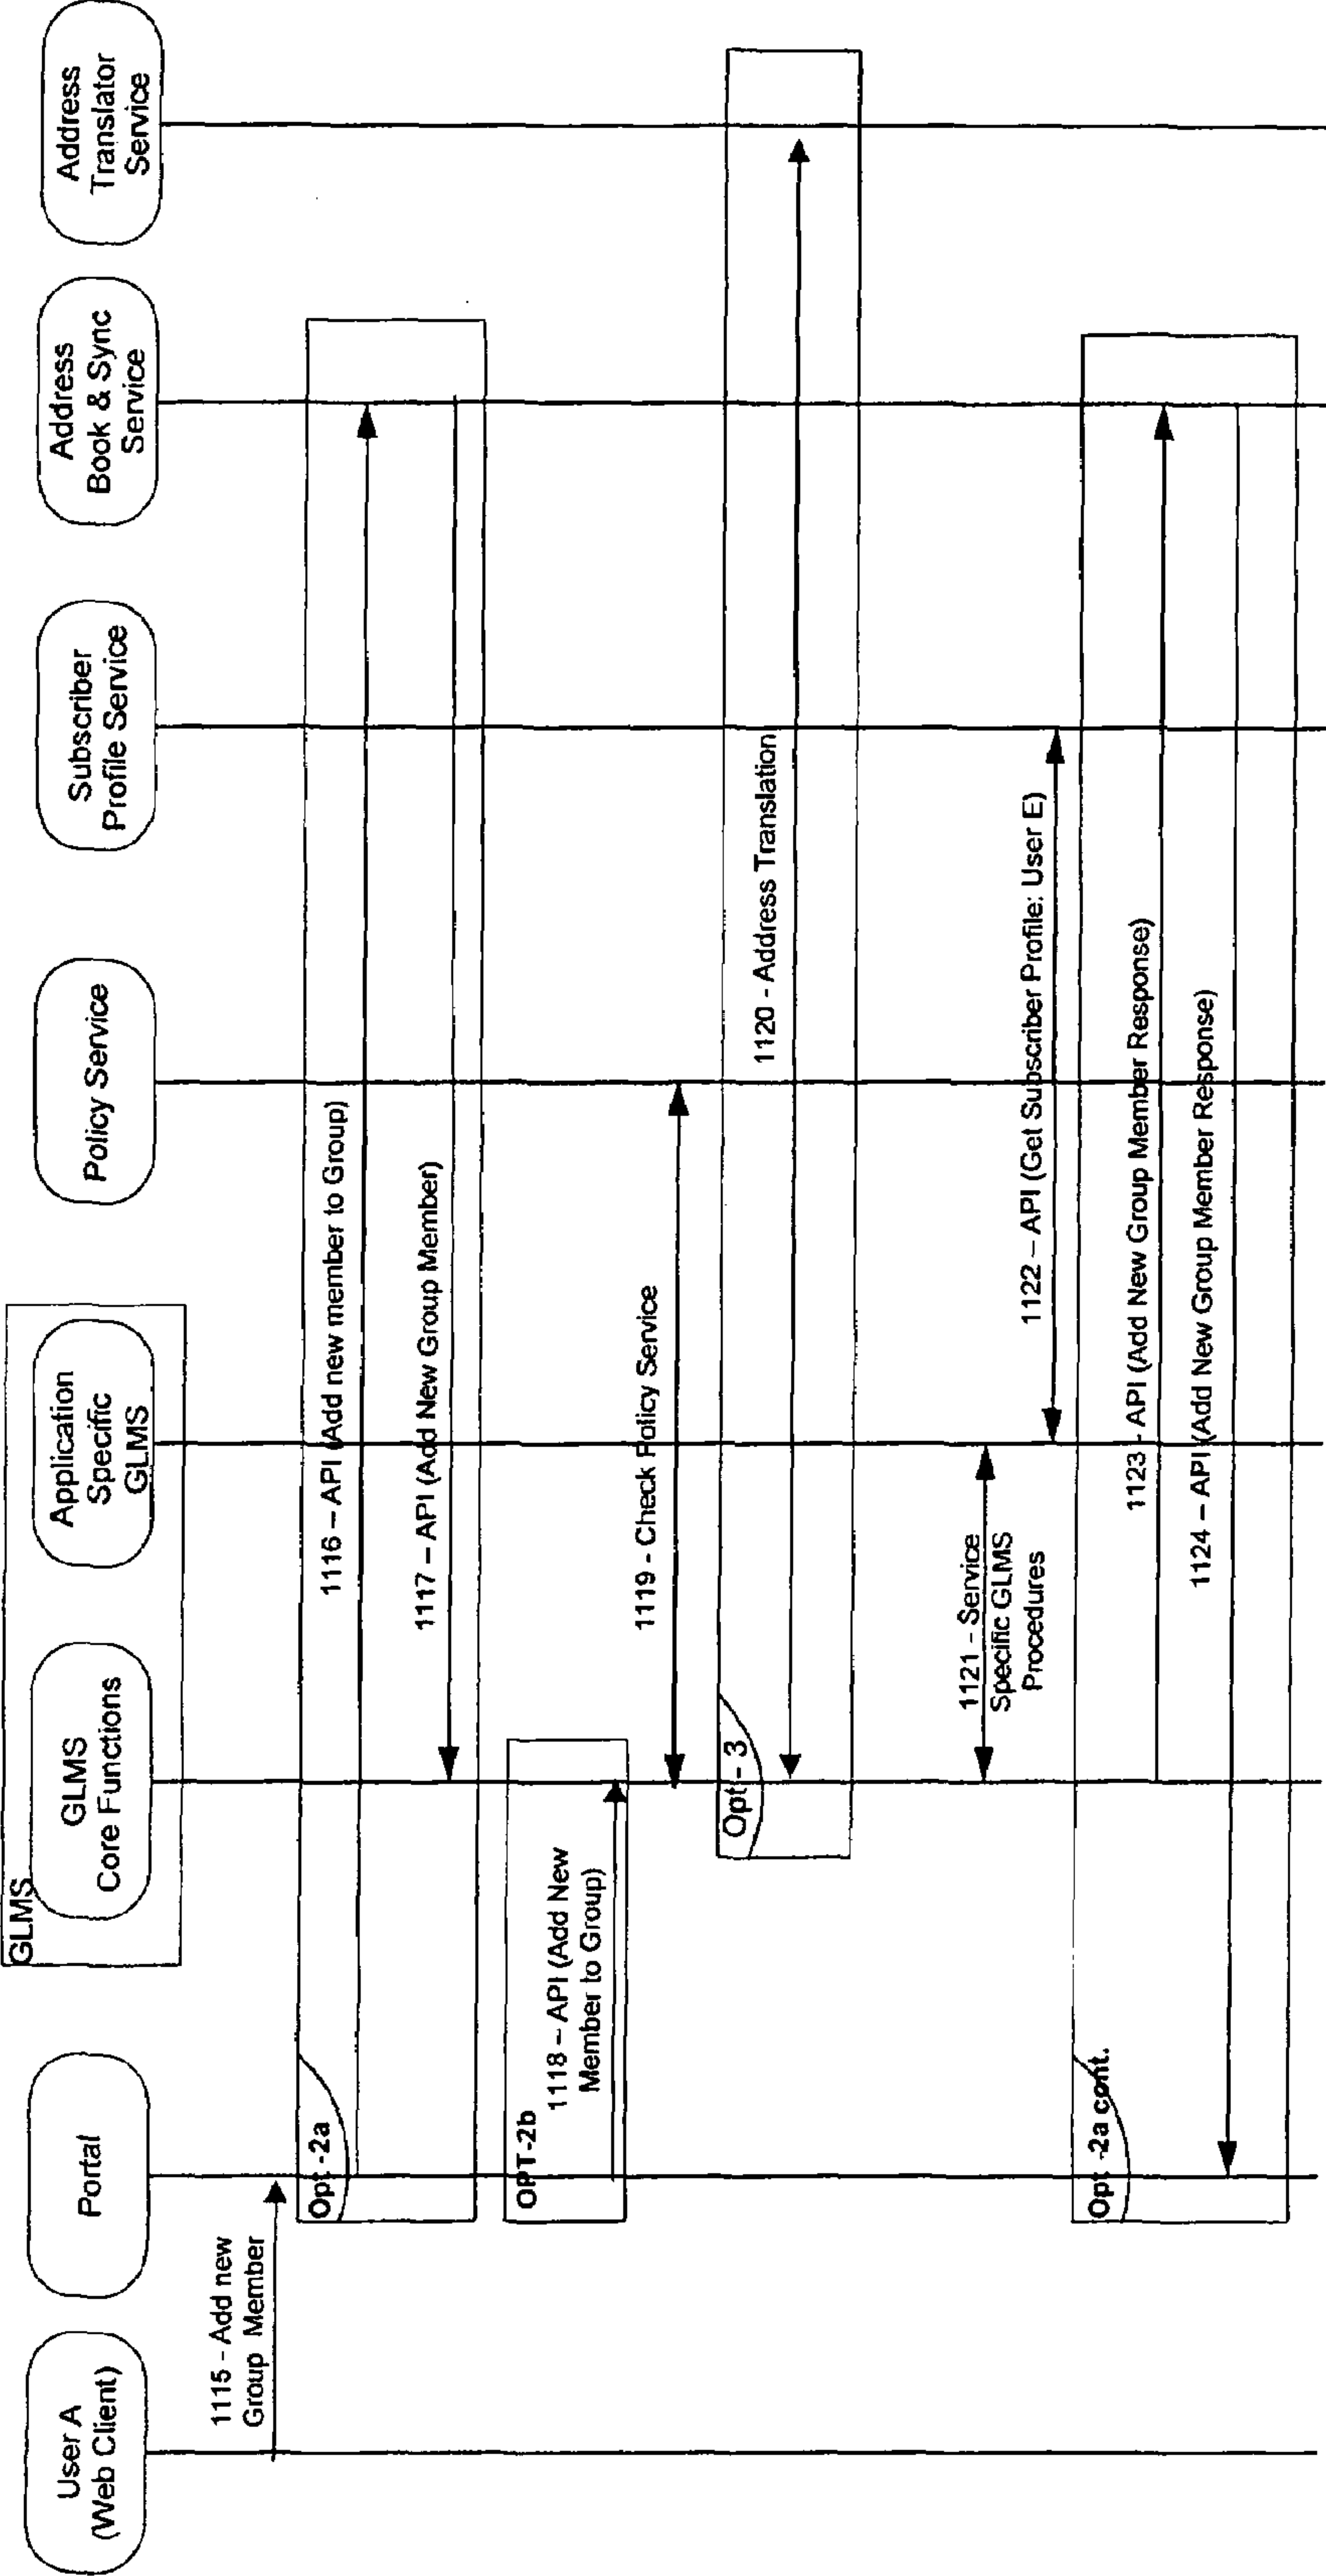 User A
(Web Client)
Portal
GLMS
GLMS
Core Functions
Application
Specific
GLMS
Policy Service
Subscriber
Profile Service
Address
Book & Sync
Service
Address
Translator
Service
1115 - Add new
Group Member
Opt -2a
1116 – API (Add new member to Group)
1117 – API (Add New Group Member)
OPT-2b
1118 – API (Add New
Member to Group)
1119 - Check Policy Service
Opt - 3
1120 - Address Translation
1121 - Service
Specific GLMS
Procedures
1122 – API (Get Subscriber Profile: User E)
Opt -2a cont.
1123 - API (Add New Group Member Response)
1124 – API (Add New Group Member Response)